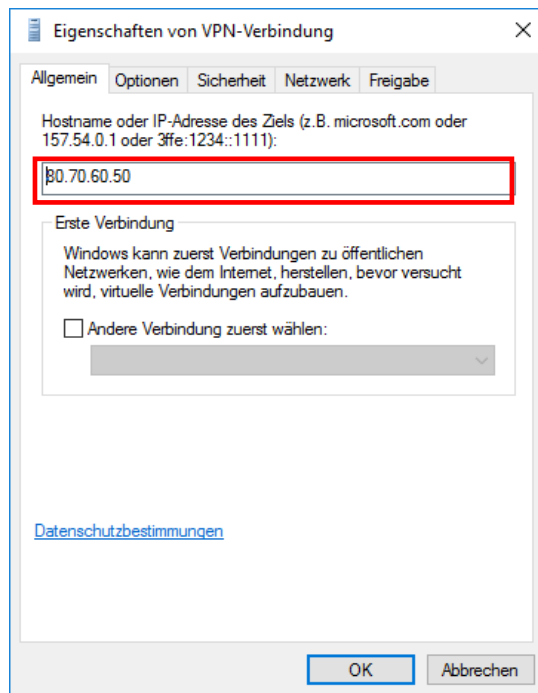 Eigenschaften von VPN-Verbindung
Allgemein Optionen Sicherheit Netzwerk Freigabe
Hostname oder IP-Adresse des Ziels (z.B. microsoft.com oder
157.54.0.1 oder 3ffe:1234::1111):
80.70.60.50
Erste Verbindung
Windows kann zuerst Verbindungen zu öffentlichen
Netzwerken, wie dem Internet, herstellen, bevor versucht
wird, virtuelle Verbindungen aufzubauen.
Andere Verbindung zuerst wählen:
Datenschutzbestimmungen
OK Abbrechen